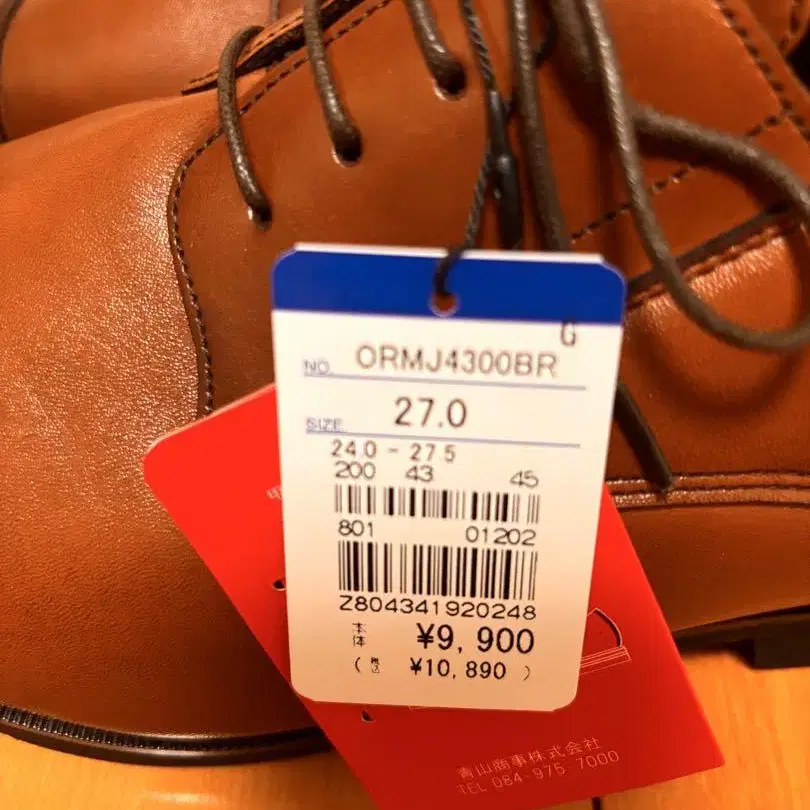 G
NO. ORMJ4300BR
SIZE. 27.0
24.0 - 27.5
200 43 45
801 01202
Z804341920248
本体 ¥9,900
(税込 ¥10,890 )
青山商事株式会社
TEL 084-975 7000